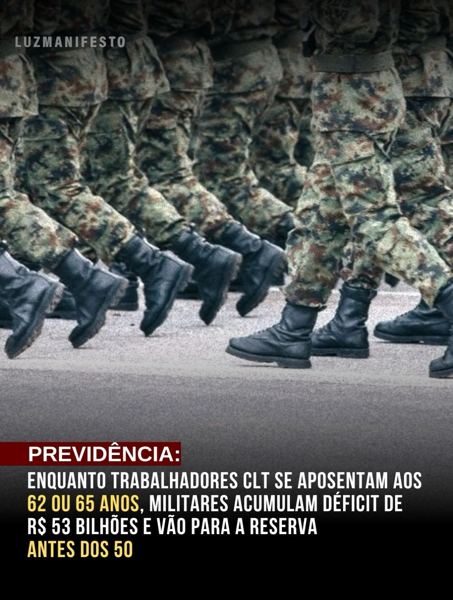 LUZMANIFESTO
PREVIDÊNCIA:
ENQUANTO TRABALHADORES CLT SE APOSENTAM AOS
62 OU 65 ANOS, MILITARES ACUMULAM DÉFICIT DE
R$ 53 BILHÕES E VÃO PARA A RESERVA
ANTES DOS 50